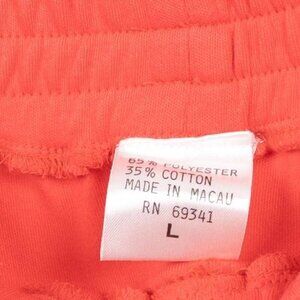 65% POLYESTER
35% COTTON
MADE IN MACAU
RN 69341
L